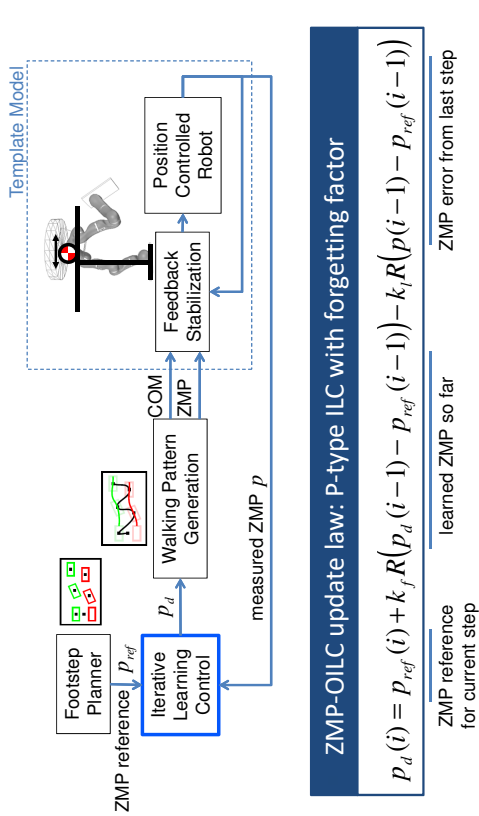 Template Model
Footstep
Planner
ZMP reference
p_ref
Iterative
Learning
Control
p_d
Walking Pattern
Generation
COM
ZMP
Feedback
Stabilization
Position
Controlled
Robot
measured ZMP p
ZMP-OILC update law: P-type ILC with forgetting factor
p_d(i) = p_ref(i) + k_f R(p_d(i−1) − p_ref(i−1)) − k_l R(p(i−1) − p_ref(i−1))
ZMP reference
for current step
learned ZMP so far
ZMP error from last step